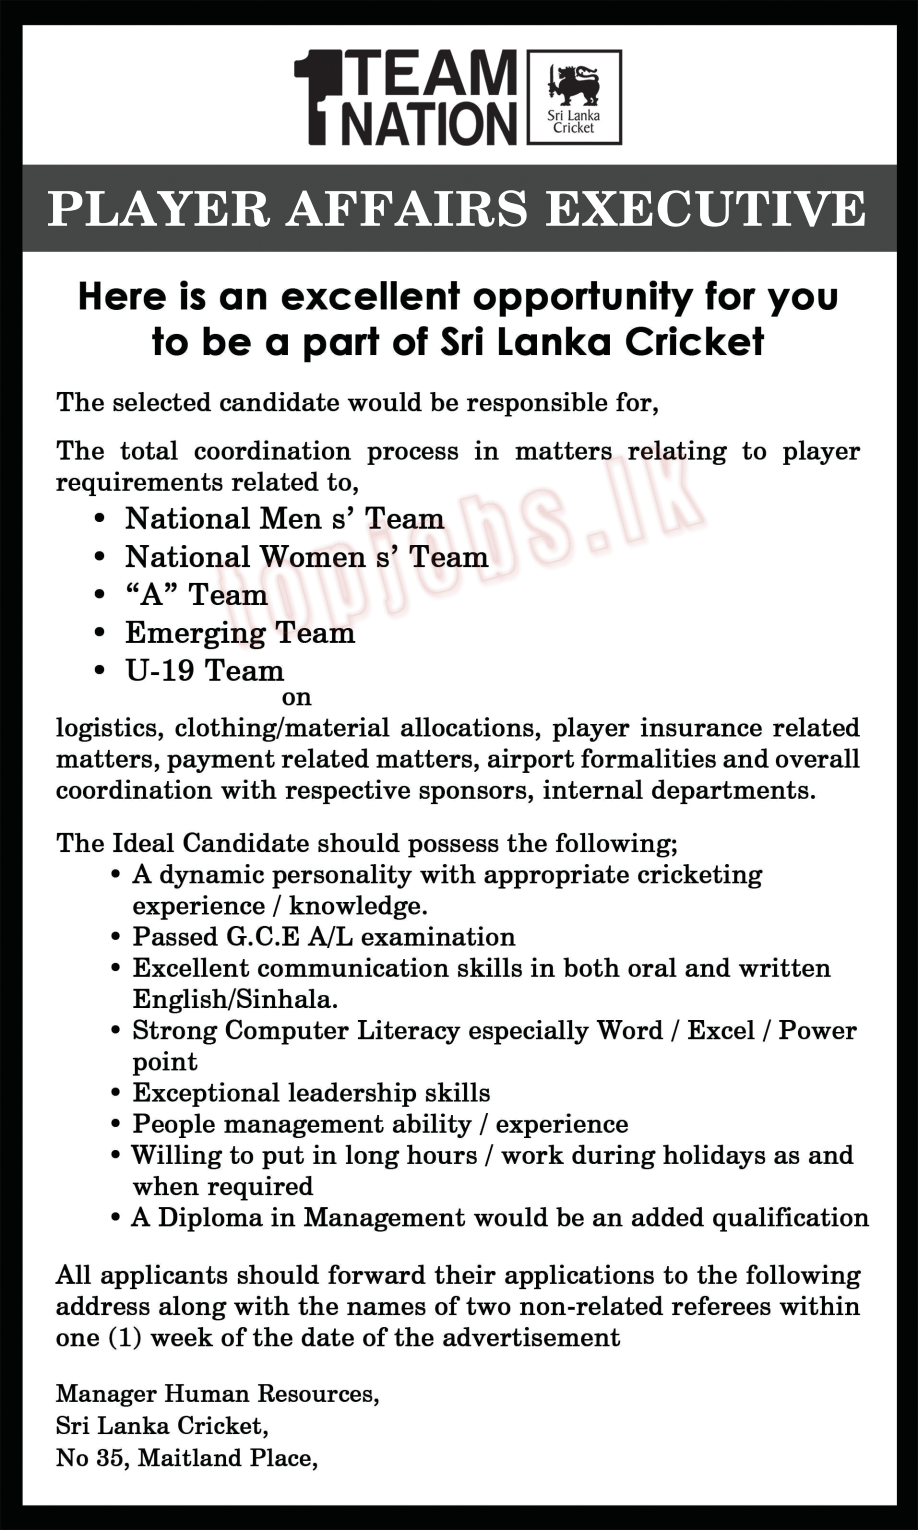 1 TEAM
NATION
Sri Lanka
Cricket
PLAYER AFFAIRS EXECUTIVE
Here is an excellent opportunity for you
to be a part of Sri Lanka Cricket
The selected candidate would be responsible for,
The total coordination process in matters relating to player
requirements related to,
• National Men s’ Team
• National Women s’ Team
• “A” Team
• Emerging Team
• U-19 Team
on
topjobs.lk
logistics, clothing/material allocations, player insurance related
matters, payment related matters, airport formalities and overall
coordination with respective sponsors, internal departments.
The Ideal Candidate should possess the following;
• A dynamic personality with appropriate cricketing
experience / knowledge.
• Passed G.C.E A/L examination
• Excellent communication skills in both oral and written
English/Sinhala.
• Strong Computer Literacy especially Word / Excel / Power
point
• Exceptional leadership skills
• People management ability / experience
• Willing to put in long hours / work during holidays as and
when required
• A Diploma in Management would be an added qualification
All applicants should forward their applications to the following
address along with the names of two non-related referees within
one (1) week of the date of the advertisement
Manager Human Resources,
Sri Lanka Cricket,
No 35, Maitland Place,